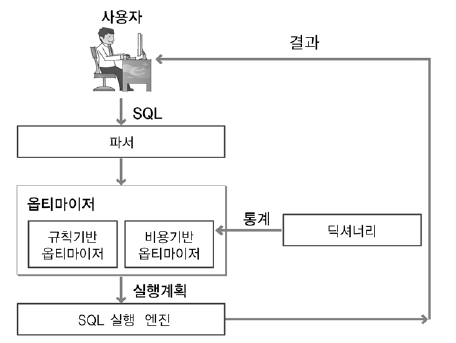 사용자
결과
SQL
파서
옵티마이저
규칙기반
옵티마이저
비용기반
옵티마이저
통계
딕셔너리
실행계획
SQL 실행 엔진